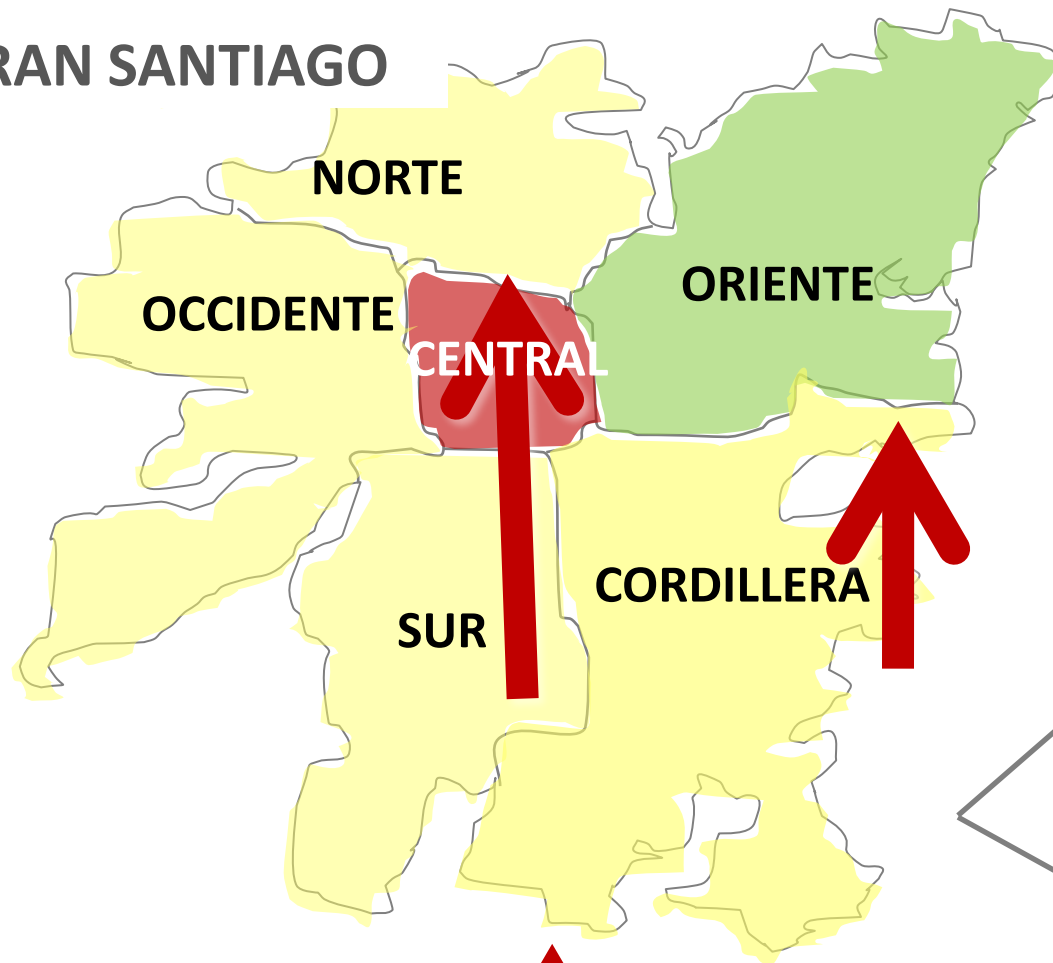 RAN SANTIAGO
NORTE
ORIENTE
OCCIDENTE
CENTRAL
CORDILLERA
SUR